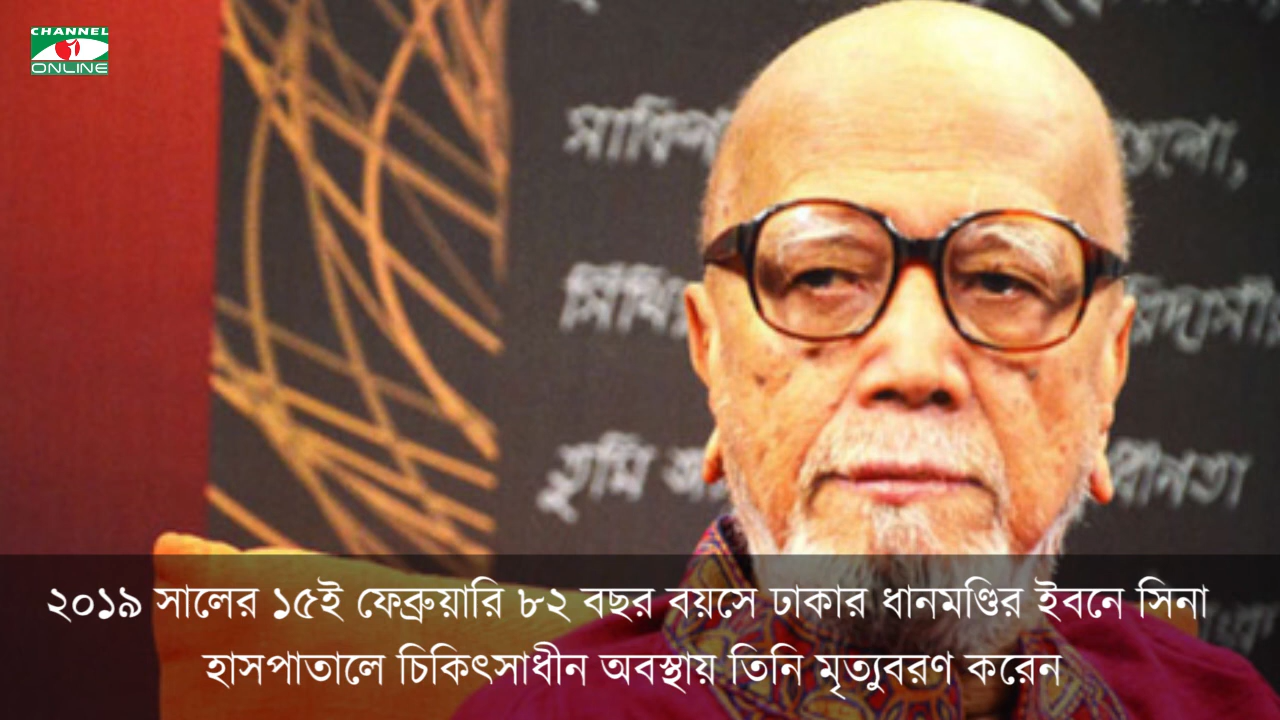 CHANNEL
i
ONLINE
তুমি
২০১৯ সালের ১৫ই ফেব্রুয়ারি ৮২ বছর বয়সে ঢাকার ধানমণ্ডির ইবনে সিনা
হাসপাতালে চিকিৎসাধীন অবস্থায় তিনি মৃত্যুবরণ করেন